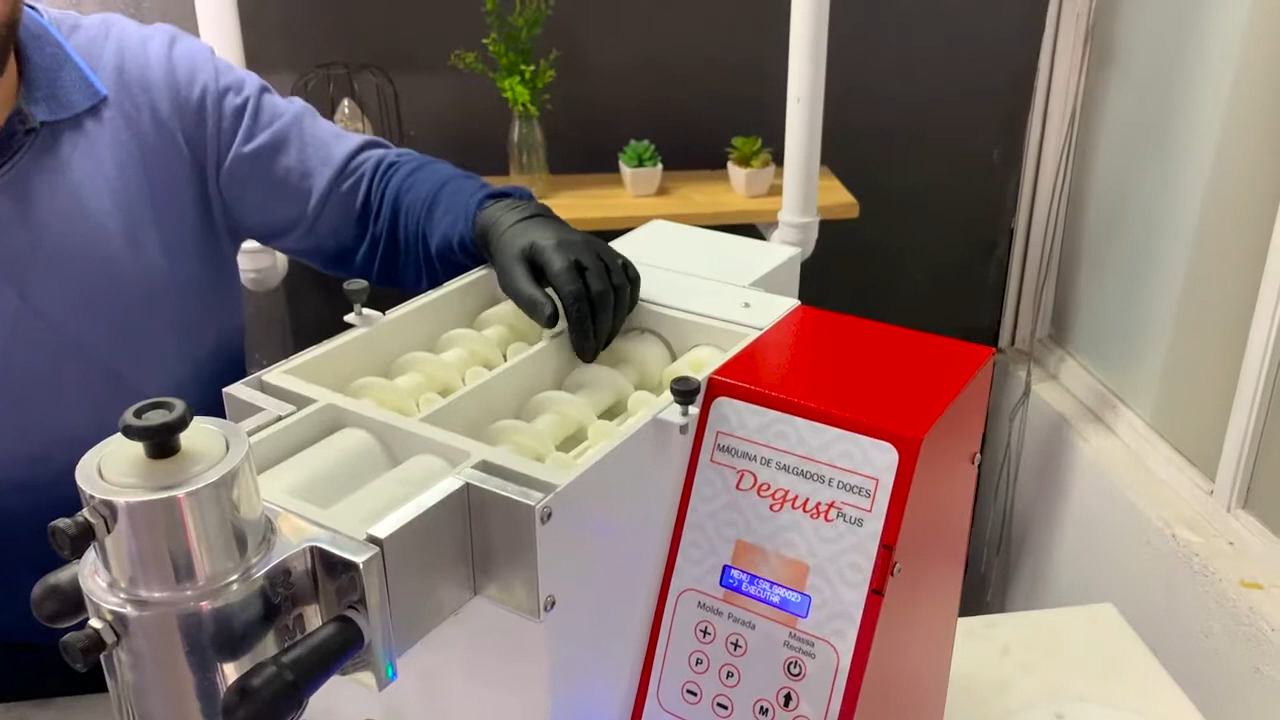 MÁQUINA DE SALGADOS E DOCES
Degust PLUS
MENU (SALGADO2)
-> EXECUTAR
Molde Parada
Massa
Recheio
+ +
P P
- - M